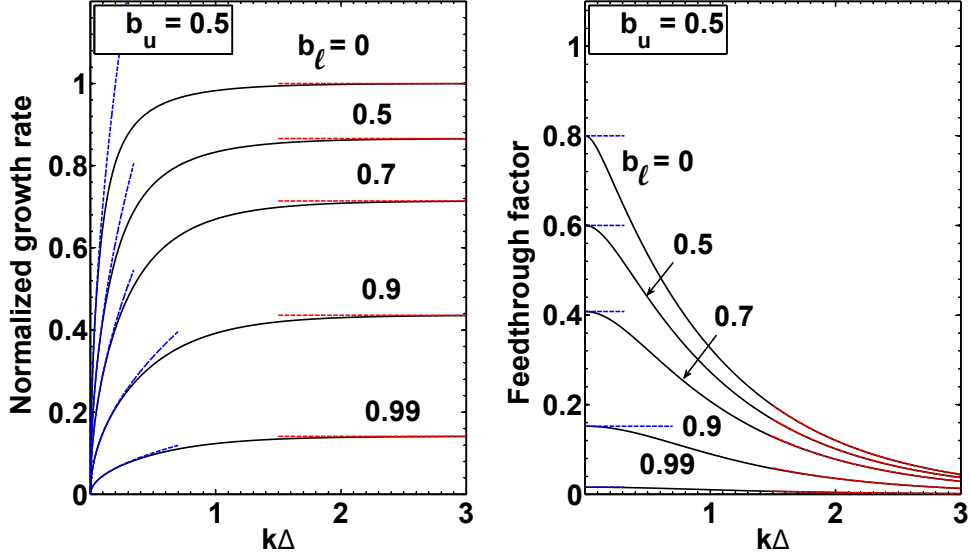 b_u = 0.5
b_ℓ = 0
0.5
0.7
0.9
0.99
Normalized growth rate
1
0.8
0.6
0.4
0.2
0
0 1 2 3
kΔ
b_u = 0.5
b_ℓ = 0
0.5
0.7
0.9
0.99
Feedthrough factor
1
0.8
0.6
0.4
0.2
0
0 1 2 3
kΔ